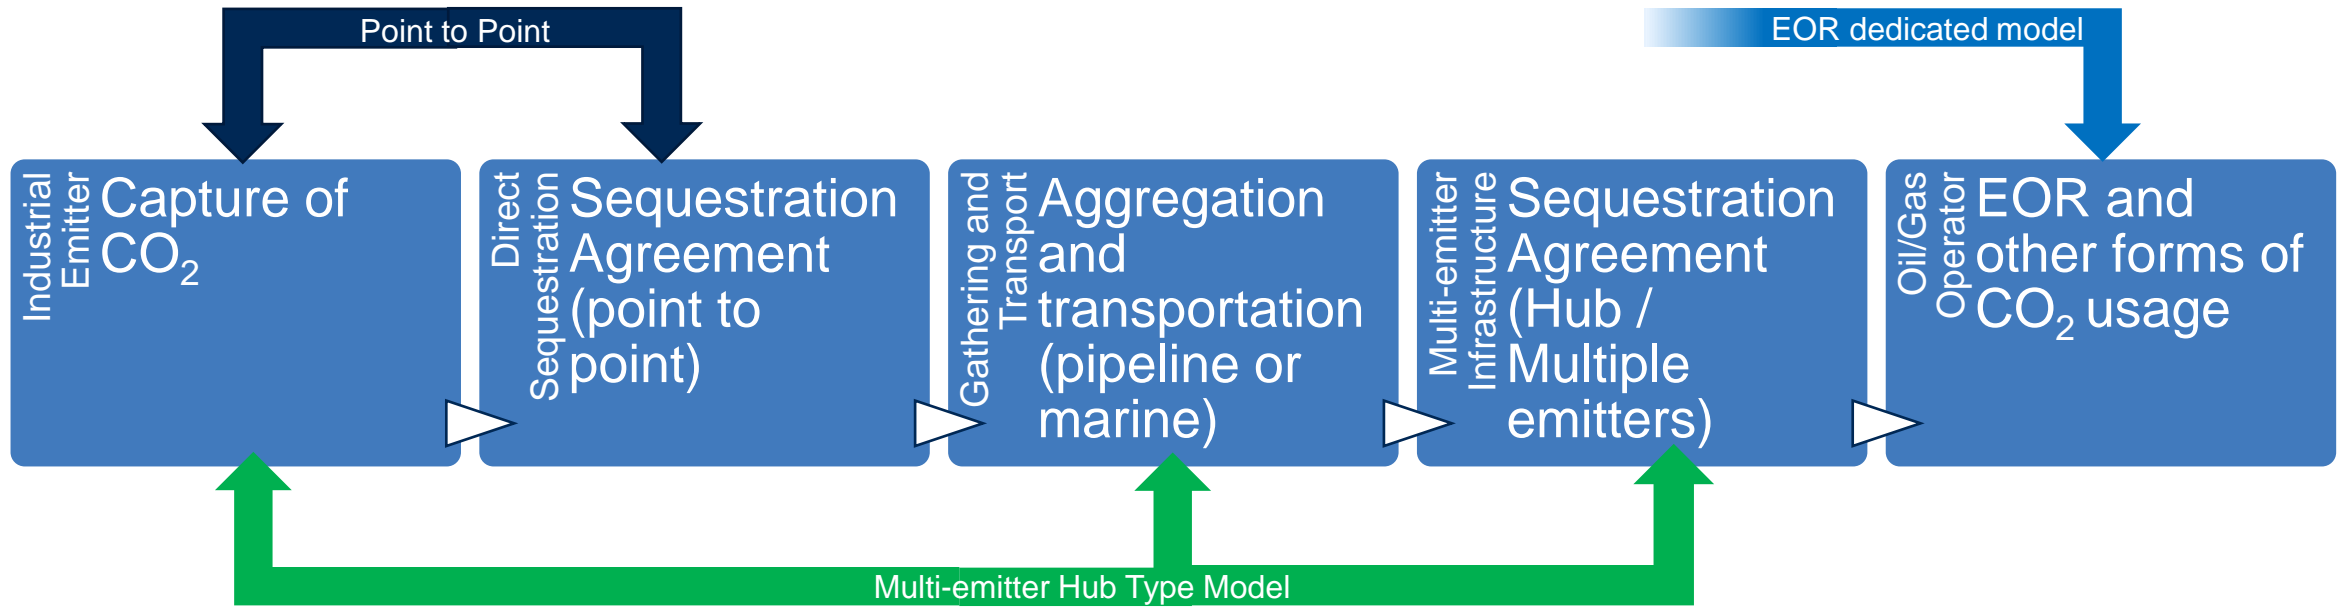 Point to Point
EOR dedicated model
Industrial
Emitter
Capture of
CO₂
Direct
Sequestration
Sequestration
Agreement
(point to
point)
Gathering and
Transport
Aggregation
and
transportation
(pipeline or
marine)
Multi-emitter
Infrastructure
Sequestration
Agreement
(Hub /
Multiple
emitters)
Oil/Gas
Operator
EOR and
other forms of
CO₂ usage
Multi-emitter Hub Type Model